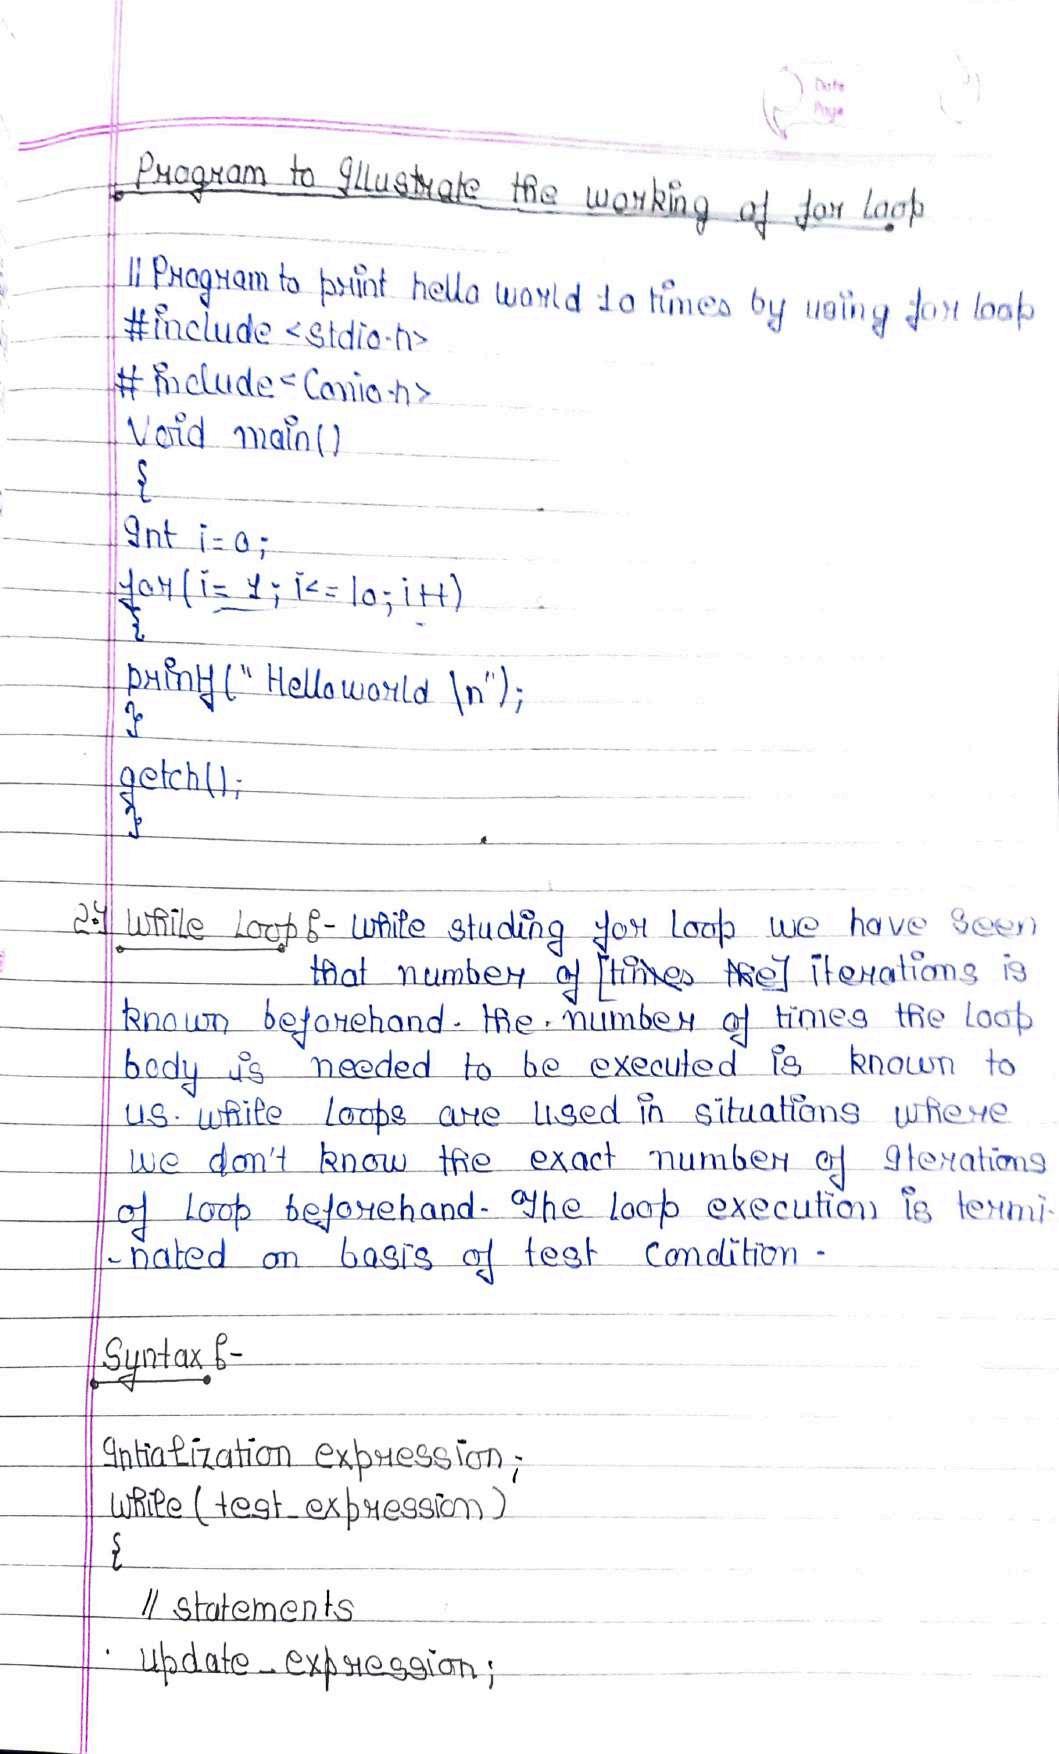 Date
Page
Program to Illustrate the working of for Loop
// Program to print hello world 10 times by using for loop
#include <stdio.h>
#include <Conio.h>
Void main()
{
Int i=0;
for(i=1; i<=10; i++)
{
printf("Hello world \n");
}
getch();
}
2) While Loop :- While studing for loop we have seen
that number of [times the] iterations is
known beforehand. the number of times the loop
body is needed to be executed is known to
us. while loops are used in situations where
we don't know the exact number of Iterations
of loop beforehand. The loop execution is termi-
-nated on basis of test condition.
Syntax :-
Intialization expression;
while(test_expression)
{
// statements
update_expression;